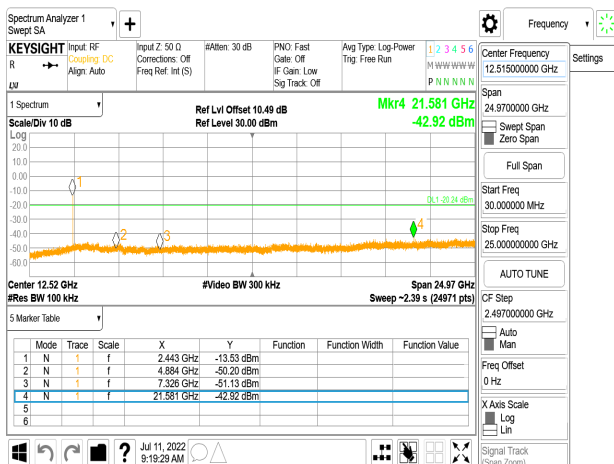 Spectrum Analyzer 1
Swept SA
Frequency
KEYSIGHT
R
LXI
Input: RF
Coupling: DC
Align: Auto
Input Z: 50 Ω
Corrections: Off
Freq Ref: Int (S)
#Atten: 30 dB
PNO: Fast
Gate: Off
IF Gain: Low
Sig Track: Off
Avg Type: Log-Power
Trig: Free Run
1 2 3 4 5 6
M W W W W W
P N N N N N
Center Frequency
12.515000000 GHz
Settings
1 Spectrum
Scale/Div 10 dB
Ref Lvl Offset 10.49 dB
Ref Level 30.00 dBm
Mkr4 21.581 GHz
-42.92 dBm
Span
24.9700000 GHz
Swept Span
Zero Span
Full Span
Log
20.0
10.0
0.00
-10.0
-20.0
-30.0
-40.0
-50.0
-60.0
1
2
3
4
DL1 -20.24 dBm
Start Freq
30.000000 MHz
Stop Freq
25.000000000 GHz
AUTO TUNE
Center 12.52 GHz
#Res BW 100 kHz
#Video BW 300 kHz
Span 24.97 GHz
Sweep ~2.39 s (24971 pts)
CF Step
2.497000000 GHz
Auto
Man
5 Marker Table
Mode Trace Scale X Y Function Function Width Function Value
1 N 1 f 2.443 GHz -13.53 dBm
2 N 1 f 4.884 GHz -50.20 dBm
3 N 1 f 7.326 GHz -51.13 dBm
4 N 1 f 21.581 GHz -42.92 dBm
5
6
Freq Offset
0 Hz
X Axis Scale
Log
Lin
Signal Track
(Span Zoom)
?
Jul 11, 2022
9:19:29 AM